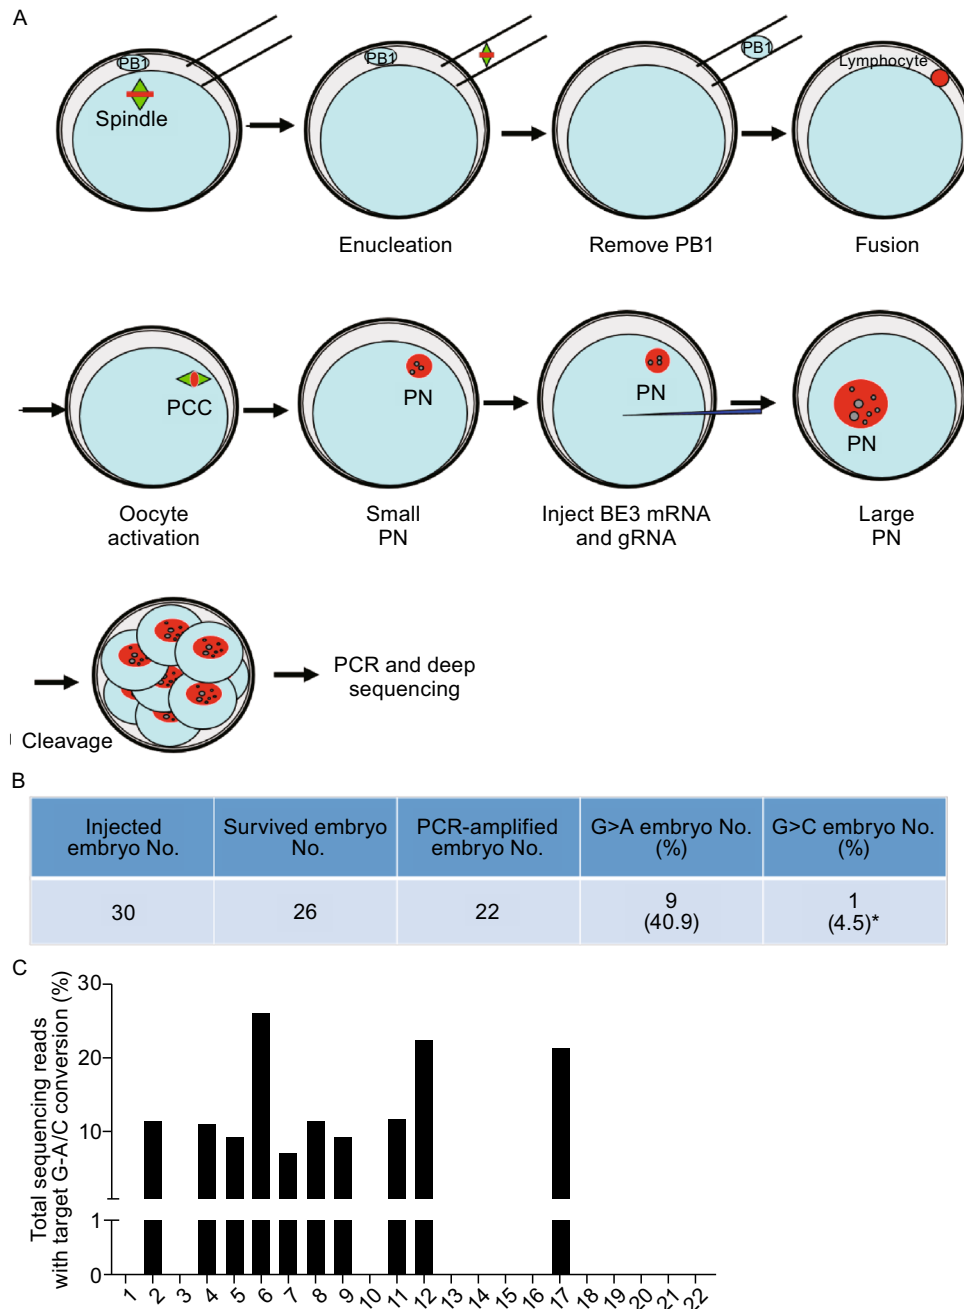 A
PB1
Spindle
PB1
PB1
Lymphocyte
Enucleation
Remove PB1
Fusion
PCC
PN
PN
PN
Oocyte
activation
Small
PN
Inject BE3 mRNA
and gRNA
Large
PN
Cleavage
PCR and deep
sequencing
B
Injected
embryo No.
Survived embryo
No.
PCR-amplified
embryo No.
G>A embryo No.
(%)
G>C embryo No.
(%)
30
26
22
9
(40.9)
1
(4.5)*
C
Total sequencing reads
with target G-A/C conversion (%)
30
20
10
1
0
1 2 3 4 5 6 7 8 9 10 11 12 13 14 15 16 17 18 19 20 21 22